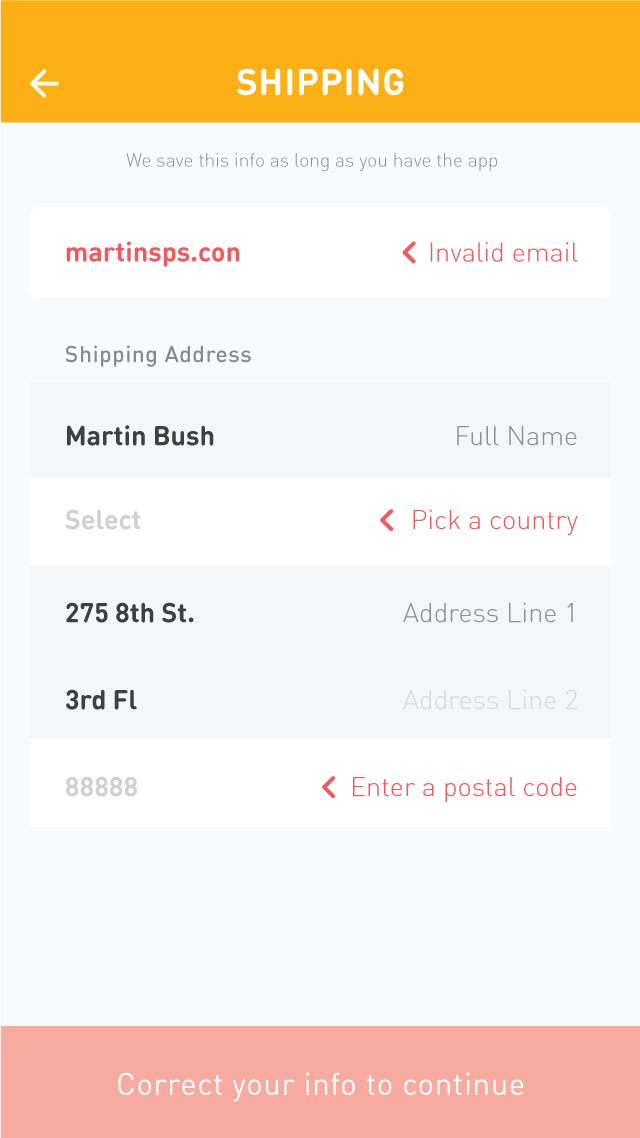 SHIPPING
We save this info as long as you have the app
martinsps.con Invalid email
Shipping Address
Martin Bush Full Name
Select Pick a country
275 8th St. Address Line 1
3rd Fl Address Line 2
88888 Enter a postal code
Correct your info to continue